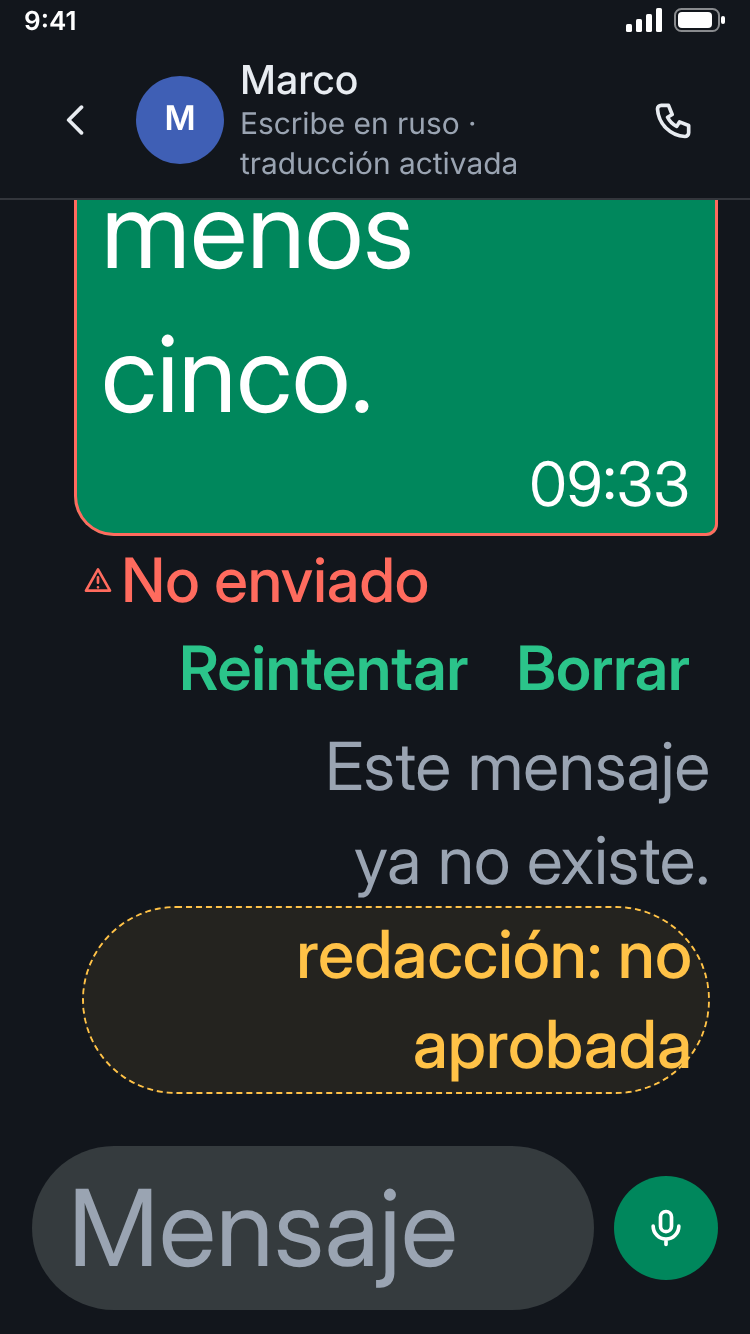 9:41
M
Marco
Escribe en ruso ·
traducción activada
menos
cinco.
09:33
No enviado
Reintentar Borrar
Este mensaje
ya no existe.
redacción: no
aprobada
Mensaje